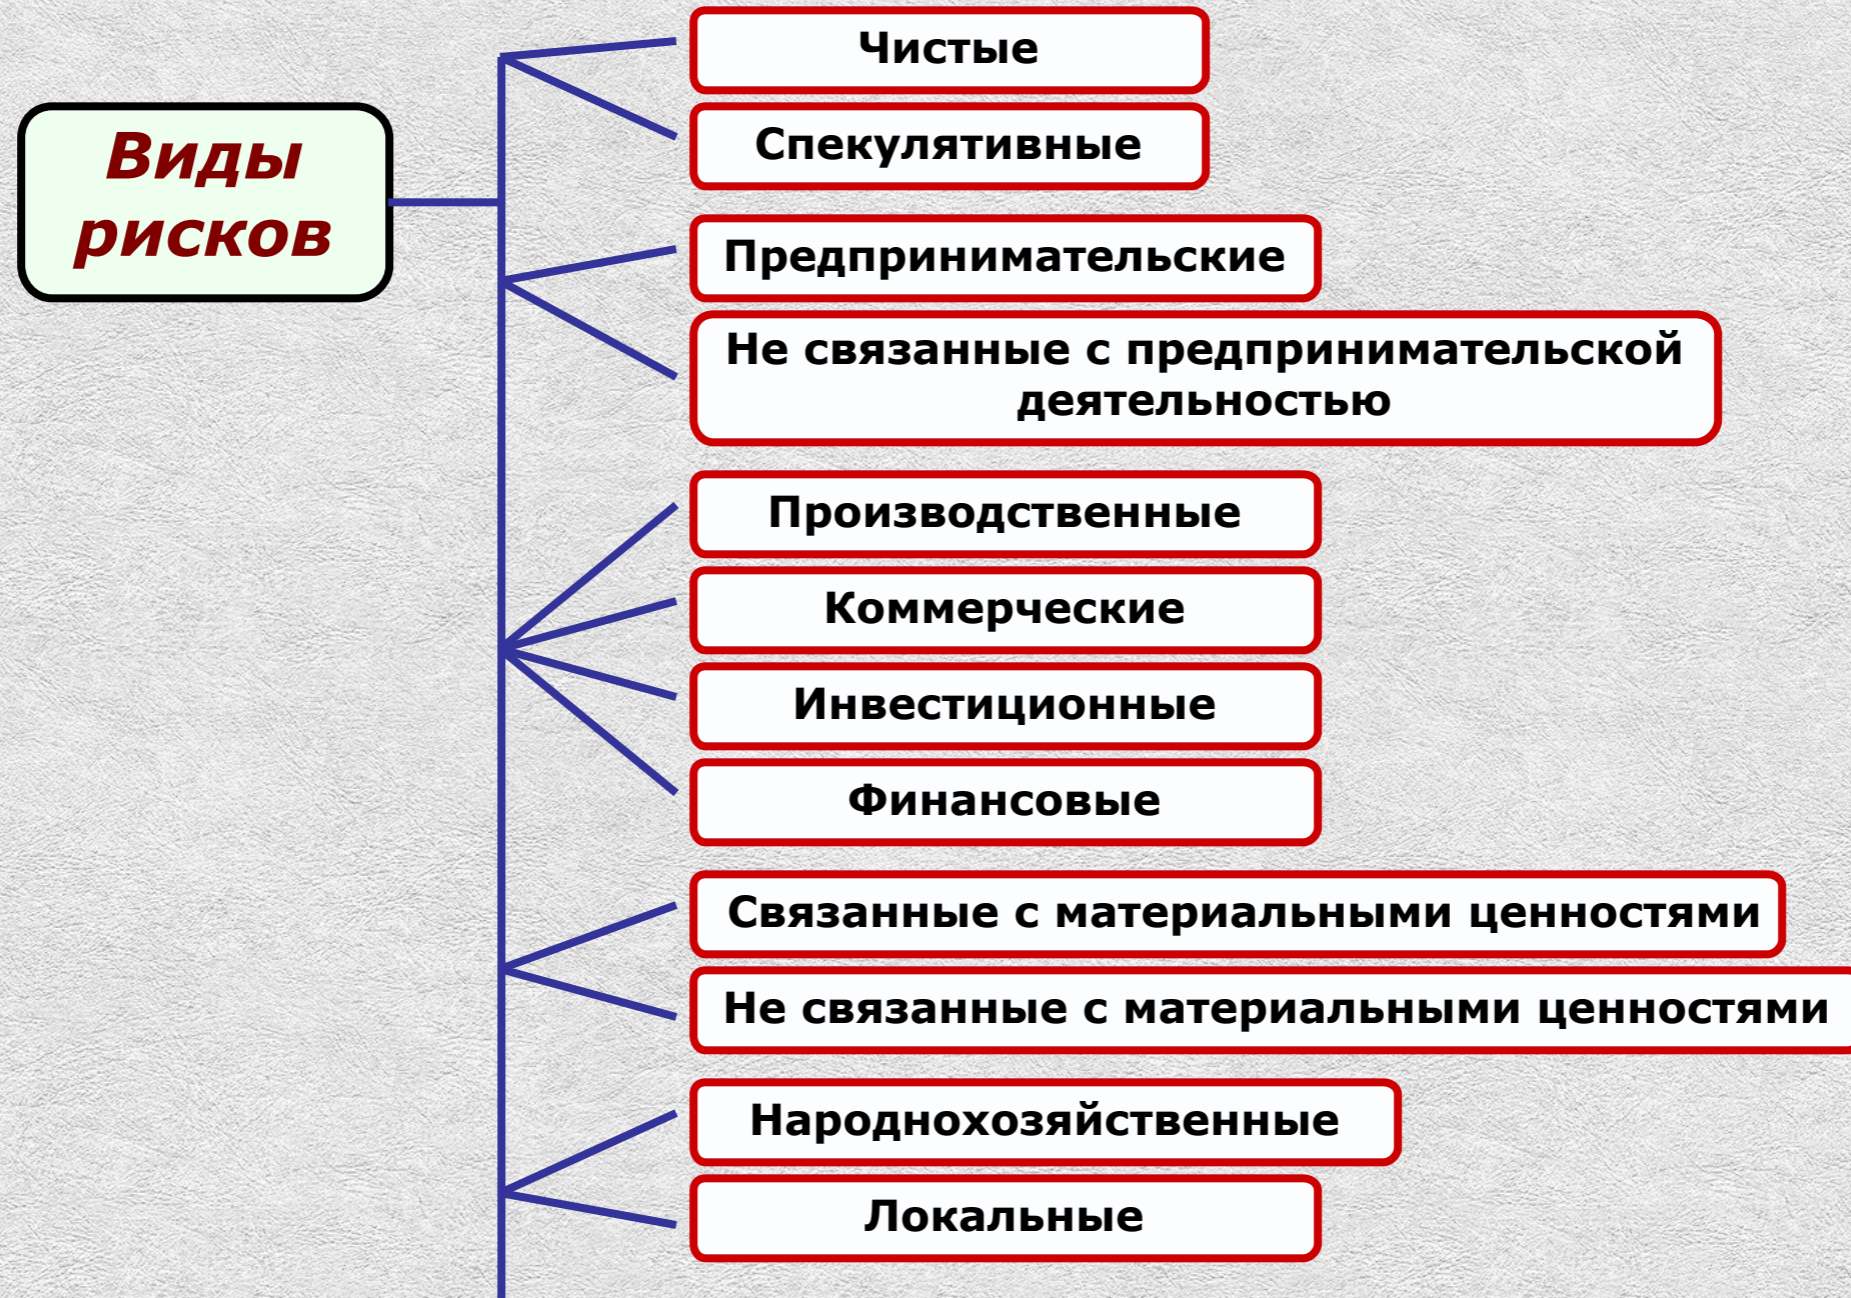 Виды
рисков
Чистые
Спекулятивные
Предпринимательские
Не связанные с предпринимательской
деятельностью
Производственные
Коммерческие
Инвестиционные
Финансовые
Связанные с материальными ценностями
Не связанные с материальными ценностями
Народнохозяйственные
Локальные